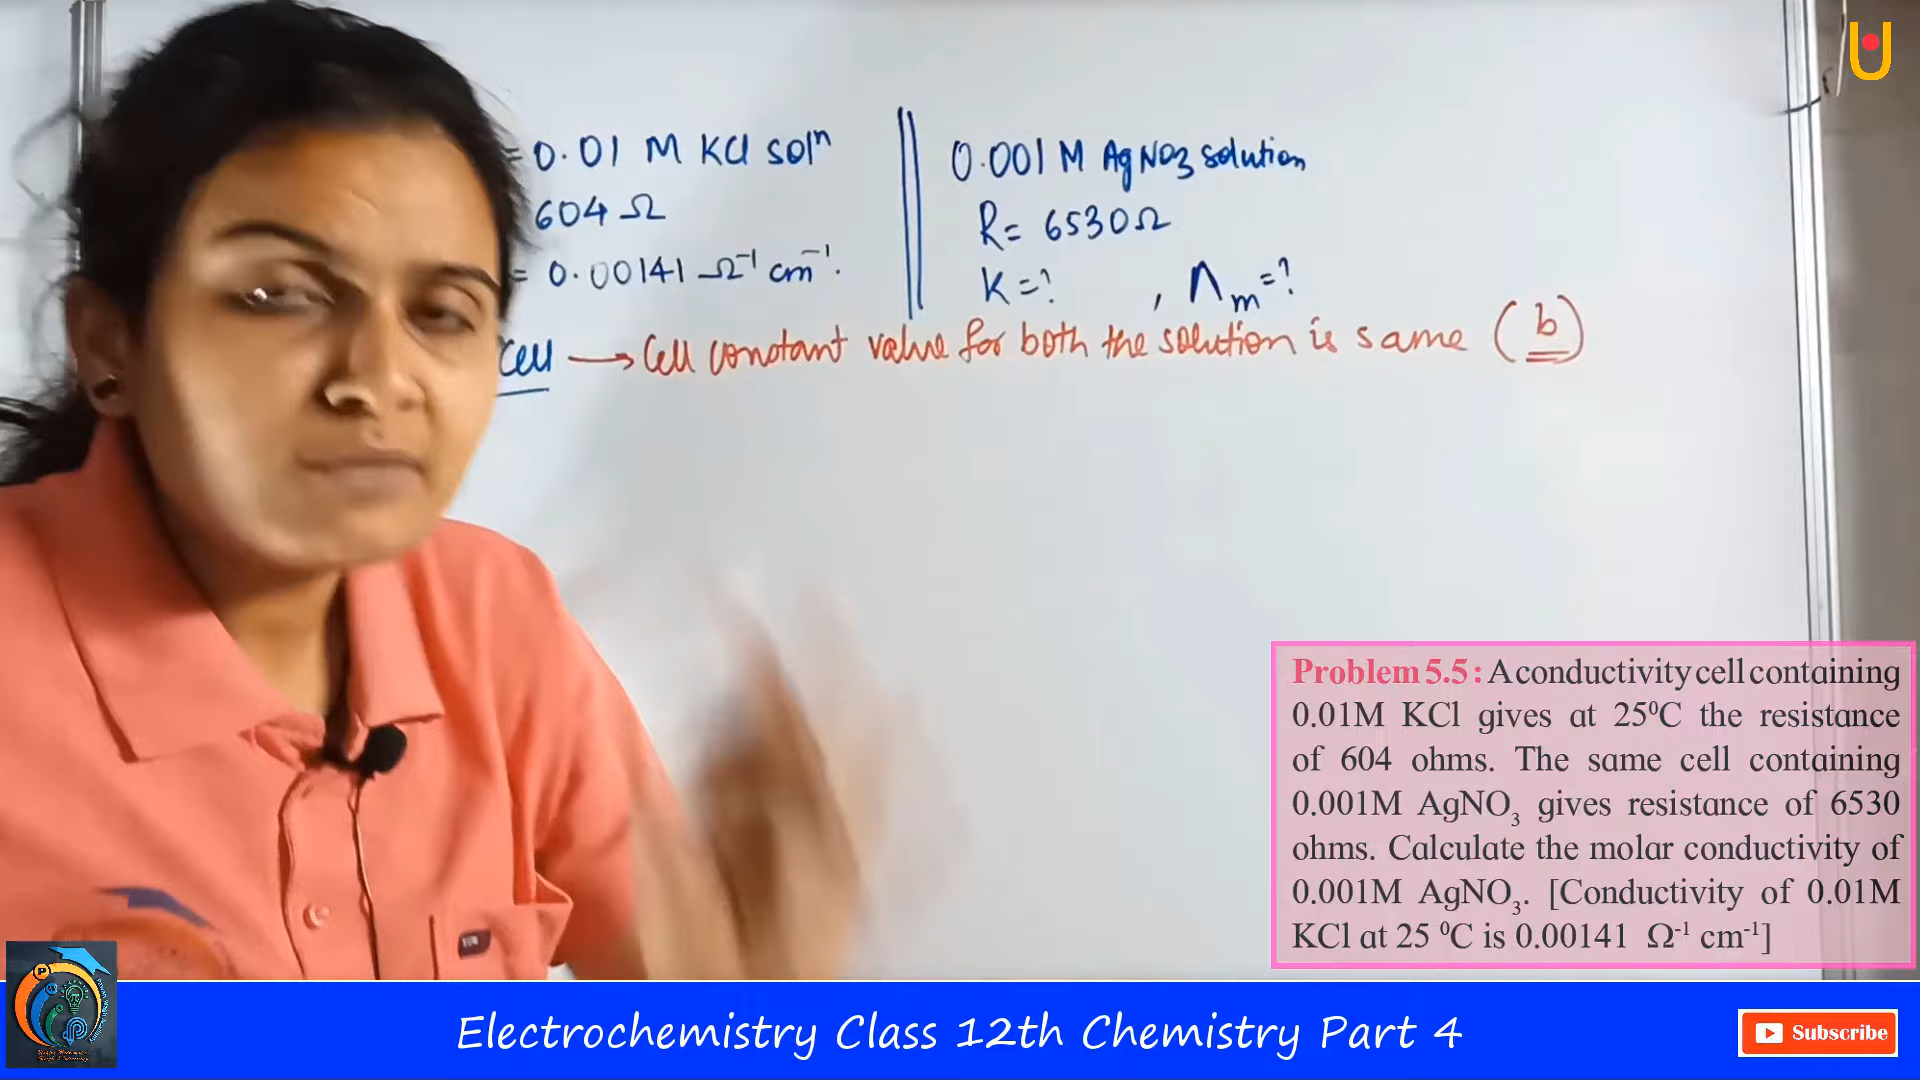 = 0.01 M KCl solⁿ
604 Ω
= 0.00141 Ω⁻¹ cm⁻¹.
0.001 M AgNO₃ solution
R = 6530 Ω
K = ? , Λm = ?
cell → Cell constant value for both the solution is same (b)
Problem 5.5 : A conductivity cell containing
0.01M KCl gives at 25⁰C the resistance
of 604 ohms. The same cell containing
0.001M AgNO₃ gives resistance of 6530
ohms. Calculate the molar conductivity of
0.001M AgNO₃. [Conductivity of 0.01M
KCl at 25 ⁰C is 0.00141 Ω⁻¹ cm⁻¹]
Electrochemistry Class 12th Chemistry Part 4
Subscribe